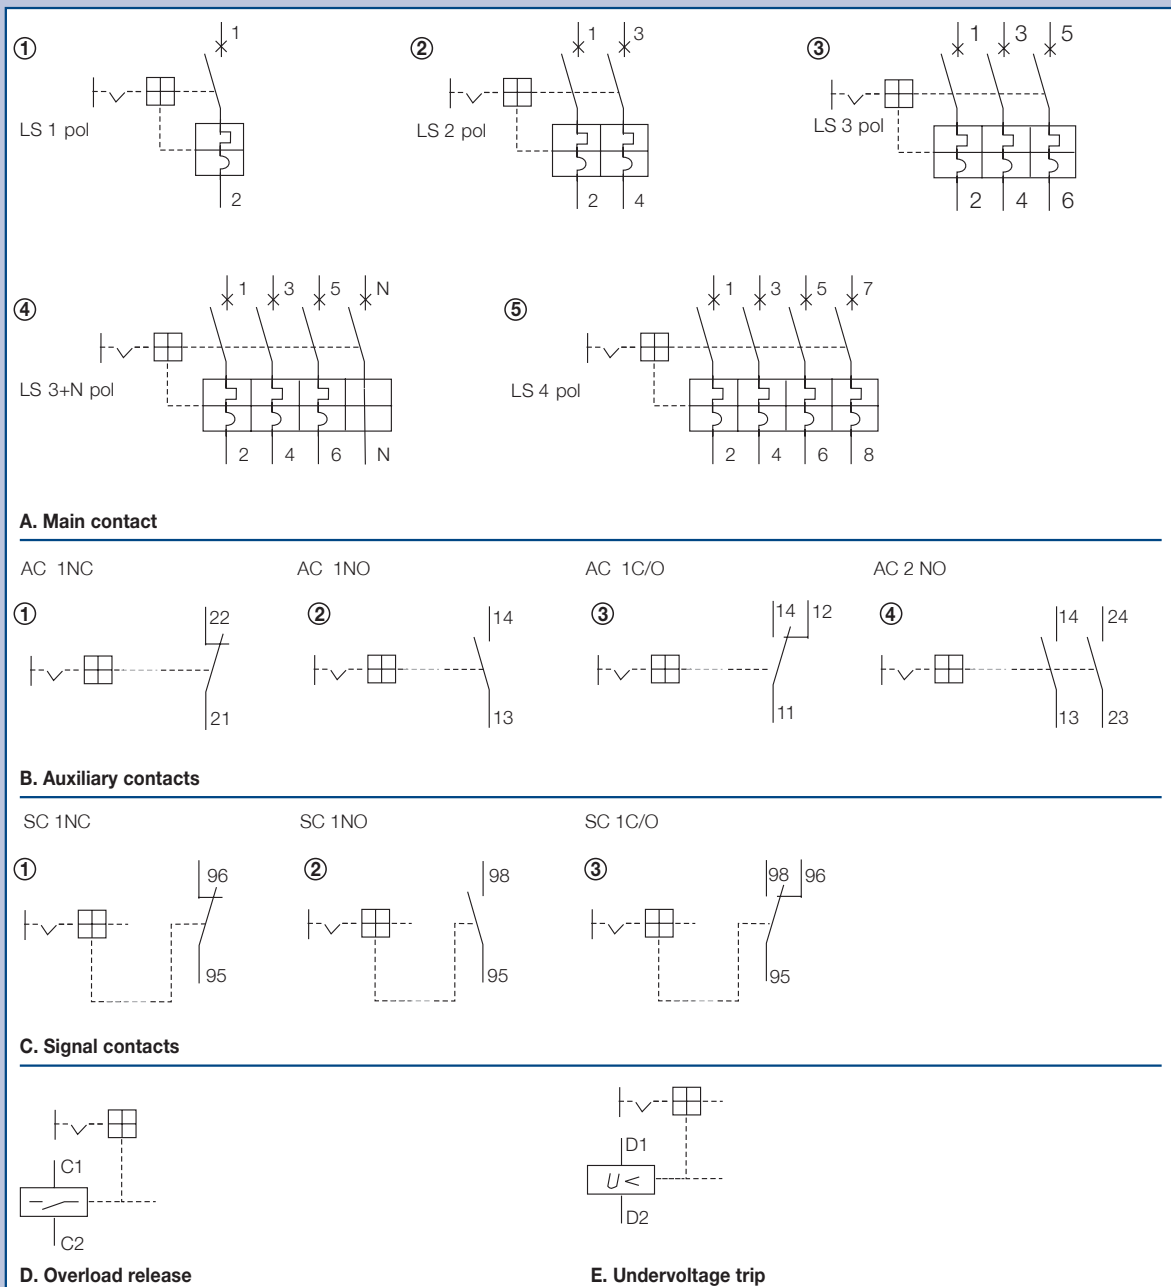 ① 1
② 1 3
③ 1 3 5
LS 1 pol
LS 2 pol
LS 3 pol
2
2 4
2 4 6
④ 1 3 5 N
⑤ 1 3 5 7
LS 3+N pol
LS 4 pol
2 4 6 N
2 4 6 8
A. Main contact
AC 1NC
AC 1NO
AC 1C/O
AC 2 NO
① 22
② 14
③ 14 12
④ 14 24
21
13
11
13 23
B. Auxiliary contacts
SC 1NC
SC 1NO
SC 1C/O
① 96
② 98
③ 98 96
95
95
95
C. Signal contacts
C1
C2
D. Overload release
D1
U <
D2
E. Undervoltage trip